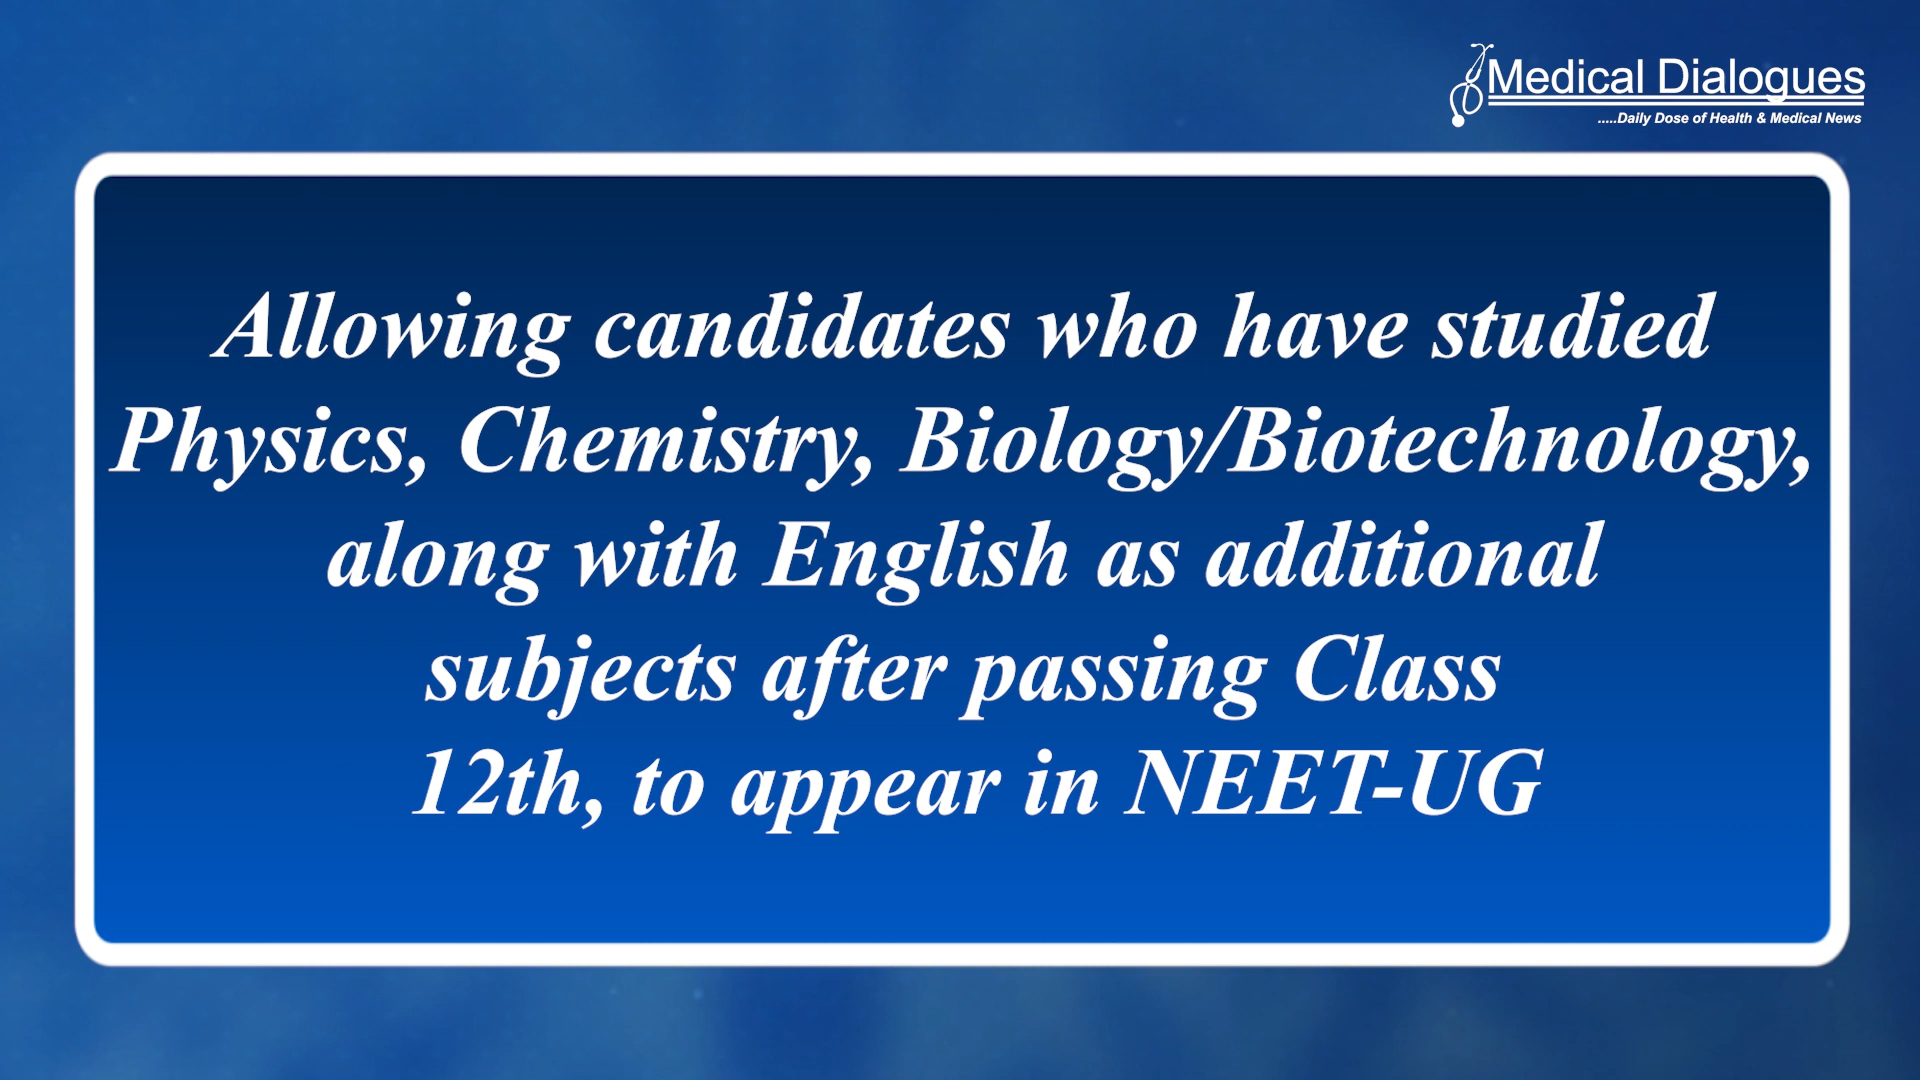 Medical Dialogues
.....Daily Dose of Health & Medical News
Allowing candidates who have studied
Physics, Chemistry, Biology/Biotechnology,
along with English as additional
subjects after passing Class
12th, to appear in NEET-UG